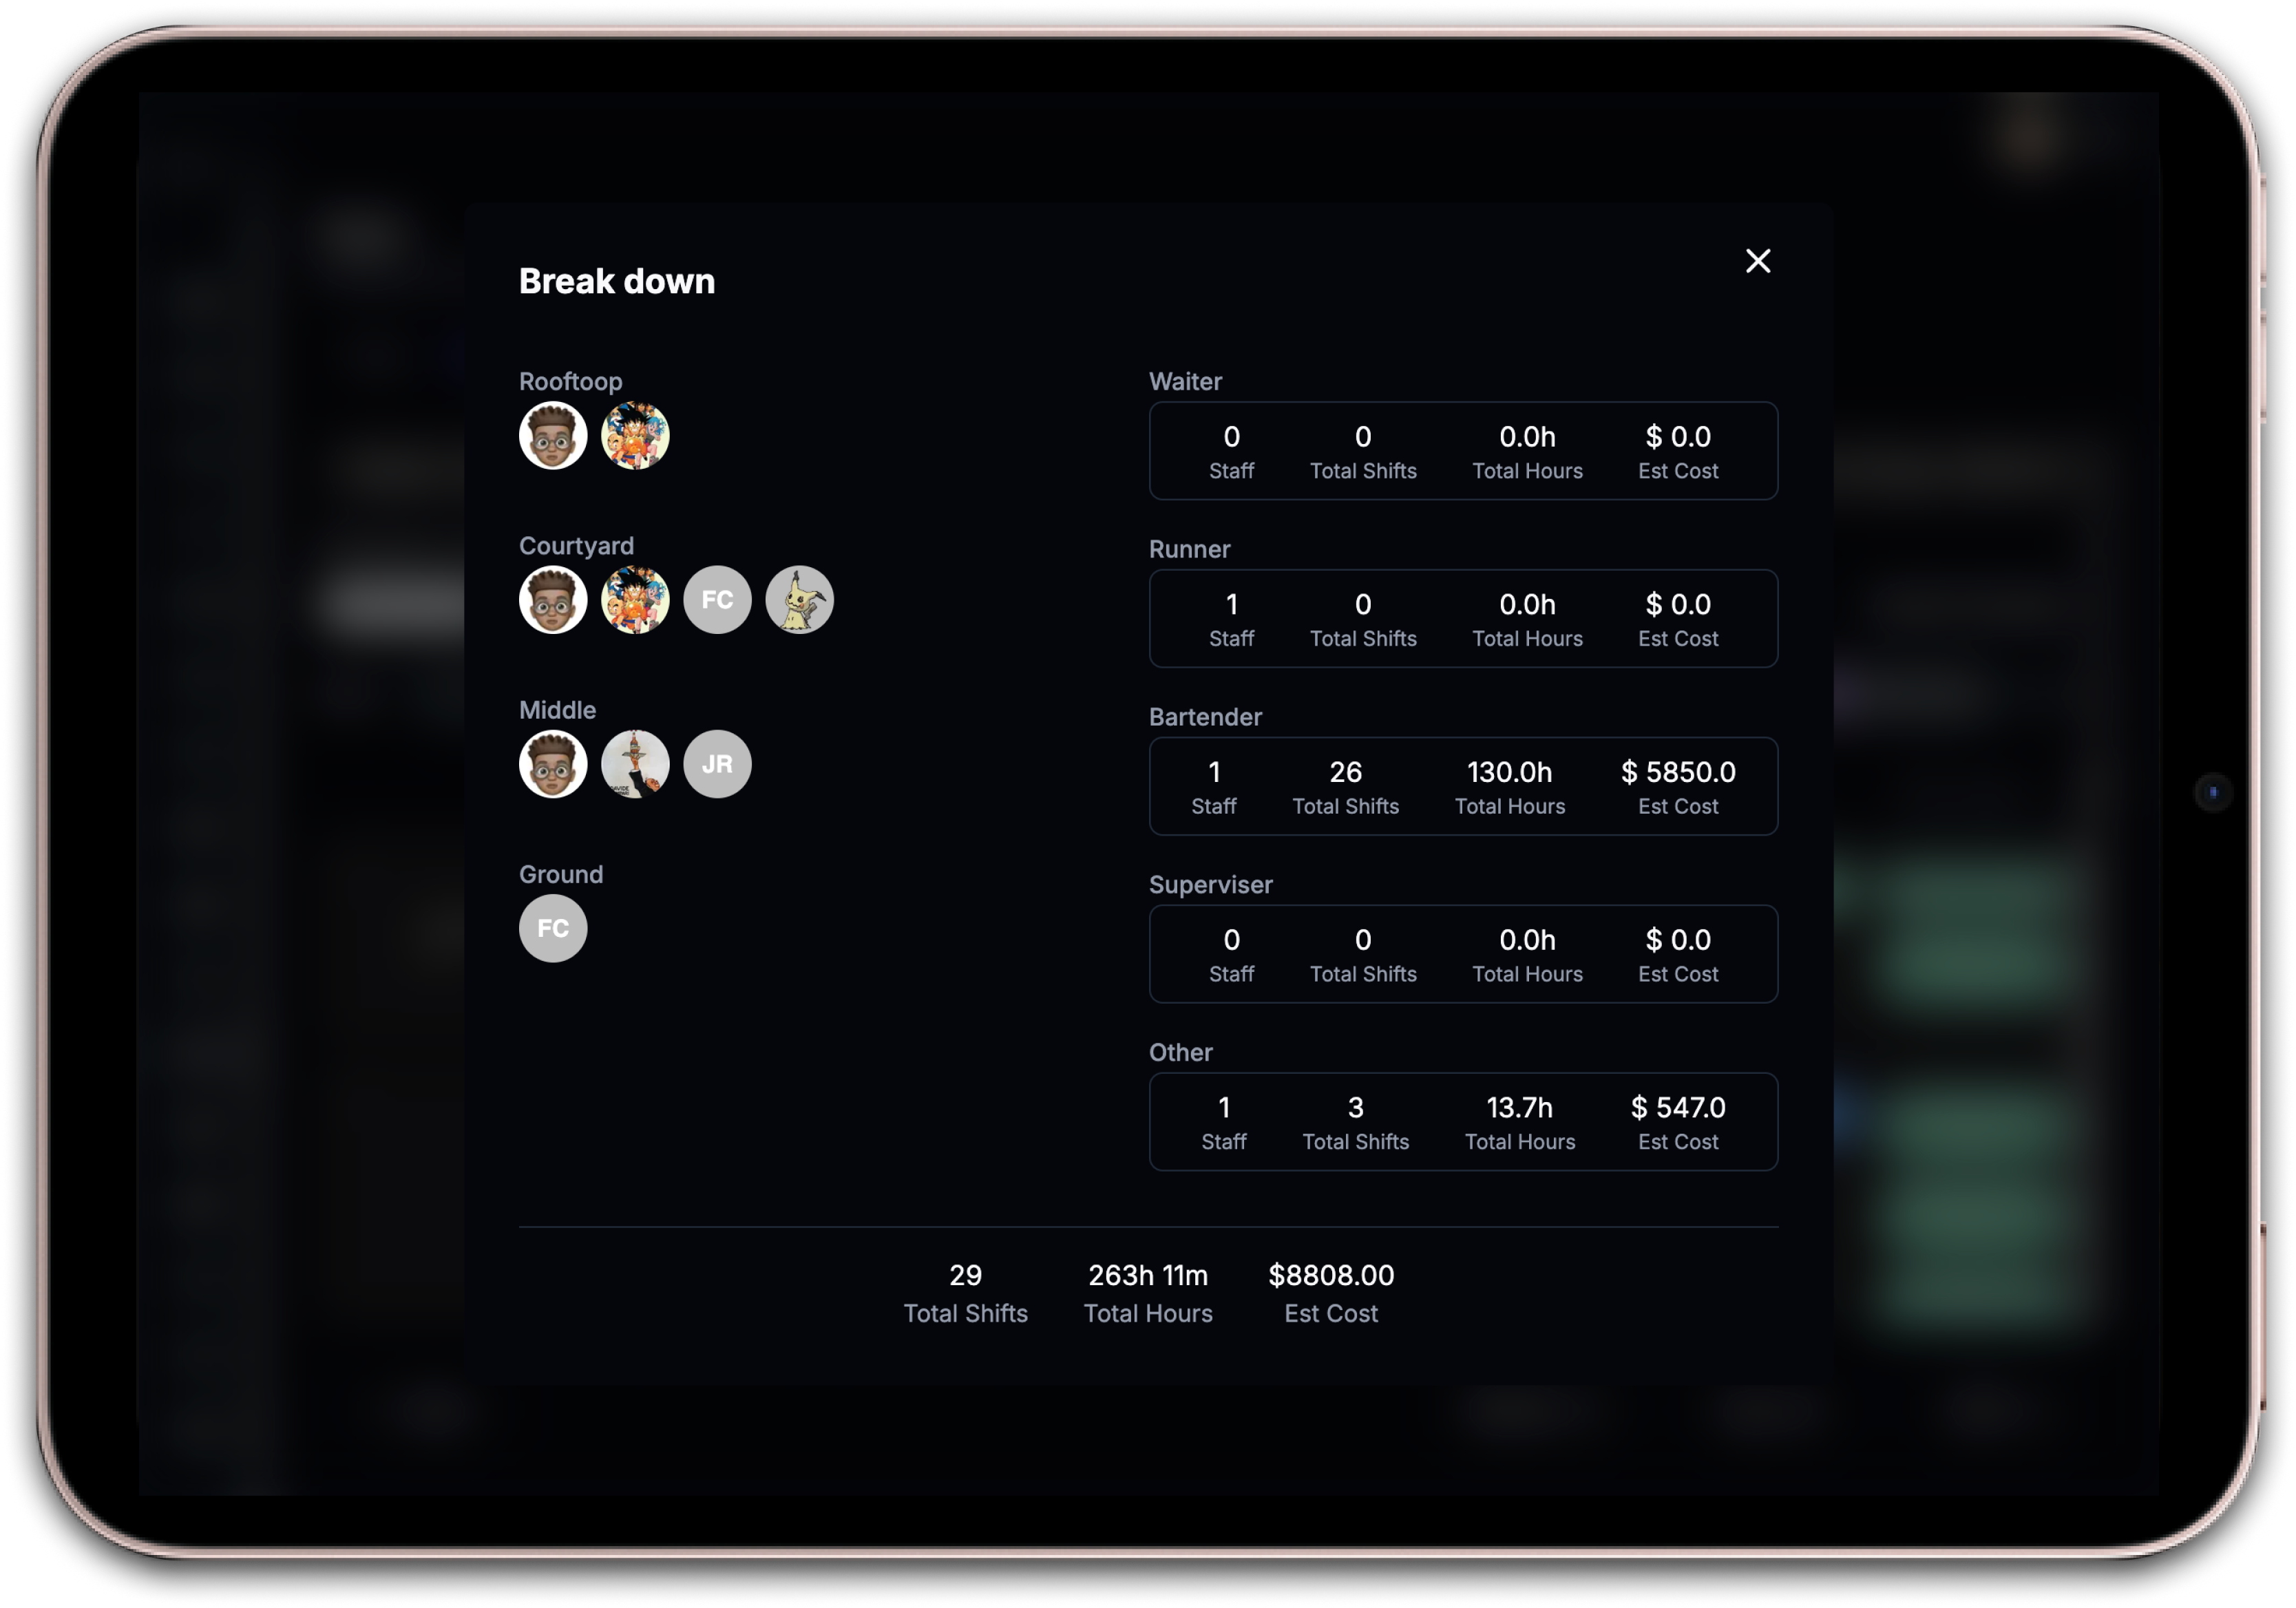 Break down
Rooftoop
Courtyard
FC
Middle
JR
Ground
FC
Waiter
0 0 0.0h $ 0.0
Staff Total Shifts Total Hours Est Cost
Runner
1 0 0.0h $ 0.0
Staff Total Shifts Total Hours Est Cost
Bartender
1 26 130.0h $ 5850.0
Staff Total Shifts Total Hours Est Cost
Superviser
0 0 0.0h $ 0.0
Staff Total Shifts Total Hours Est Cost
Other
1 3 13.7h $ 547.0
Staff Total Shifts Total Hours Est Cost
29 263h 11m $8808.00
Total Shifts Total Hours Est Cost